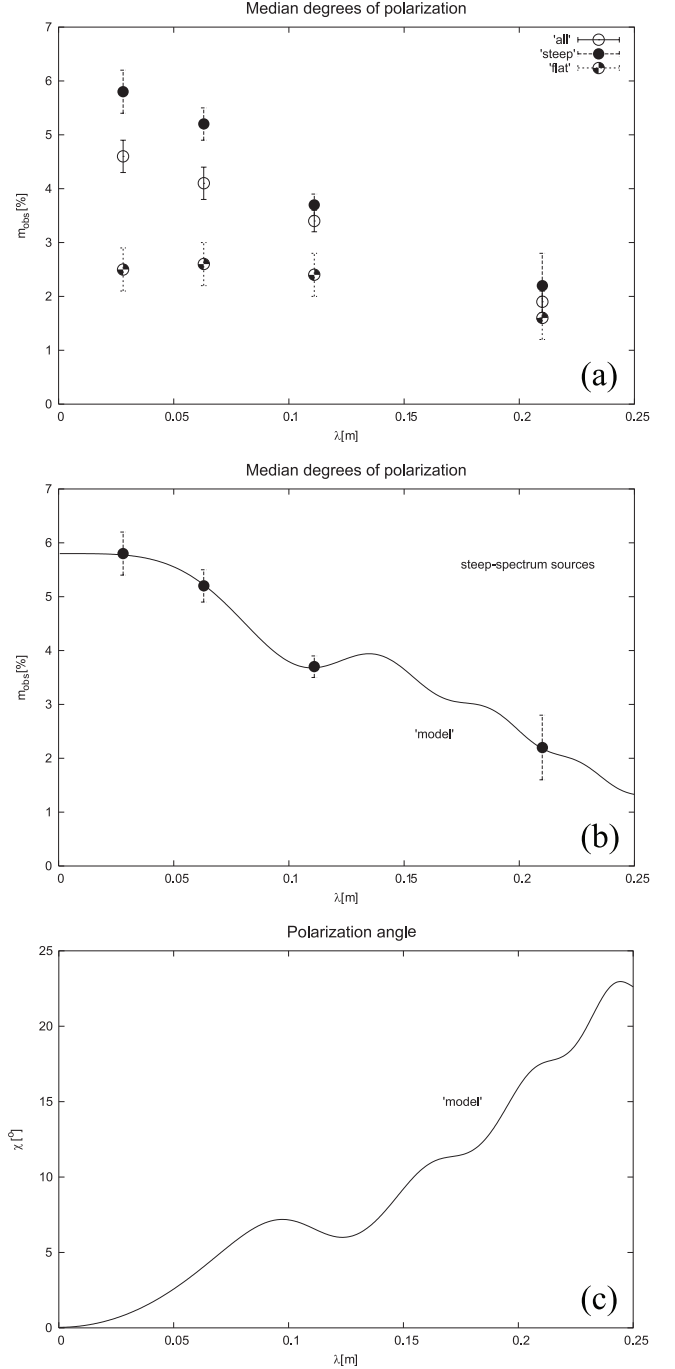 Median degrees of polarization
7
'all'
'steep'
6
'flat'
5
4
m_obs [%]
3
2
1
(a)
0
0 0.05 0.1 0.15 0.2 0.25
λ[m]
Median degrees of polarization
7
6
steep-spectrum sources
5
4
m_obs [%]
3
'model'
2
1
(b)
0
0 0.05 0.1 0.15 0.2 0.25
λ[m]
Polarization angle
25
20
'model'
15
χ [°]
10
5
(c)
0
0 0.05 0.1 0.15 0.2 0.25
λ[m]